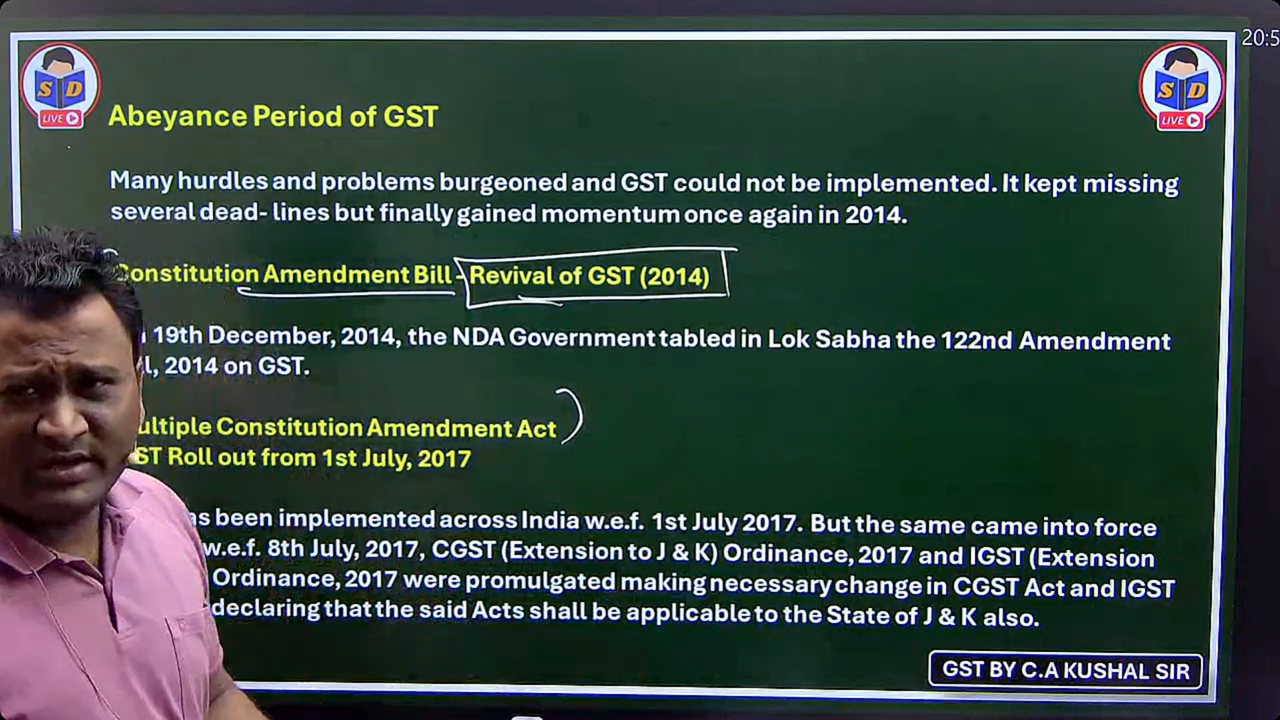 20:5
S D
LIVE
S D
LIVE
Abeyance Period of GST
Many hurdles and problems burgeoned and GST could not be implemented. It kept missing
several dead- lines but finally gained momentum once again in 2014.
Constitution Amendment Bill - Revival of GST (2014)
19th December, 2014, the NDA Government tabled in Lok Sabha the 122nd Amendment
l, 2014 on GST.
ultiple Constitution Amendment Act
ST Roll out from 1st July, 2017
as been implemented across India w.e.f. 1st July 2017. But the same came into force
w.e.f. 8th July, 2017, CGST (Extension to J & K) Ordinance, 2017 and IGST (Extension
Ordinance, 2017 were promulgated making necessary change in CGST Act and IGST
declaring that the said Acts shall be applicable to the State of J & K also.
GST BY C.A KUSHAL SIR